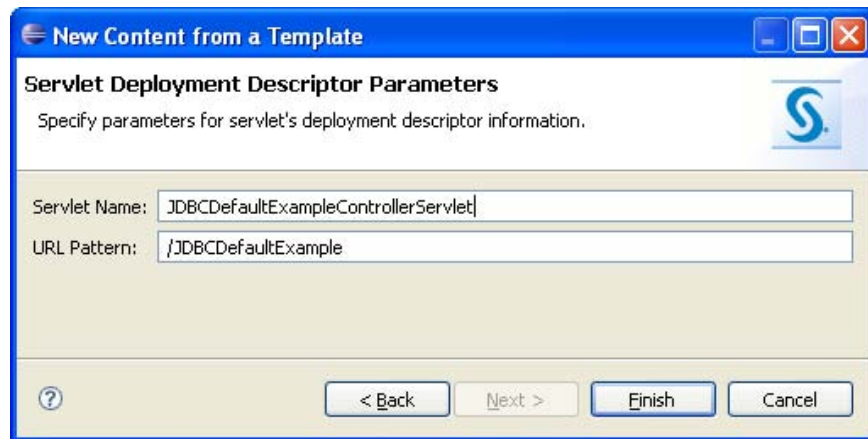 New Content from a Template
Servlet Deployment Descriptor Parameters
Specify parameters for servlet's deployment descriptor information.
Servlet Name: JDBCDefaultExampleControllerServlet
URL Pattern: /JDBCDefaultExample
< Back Next > Finish Cancel